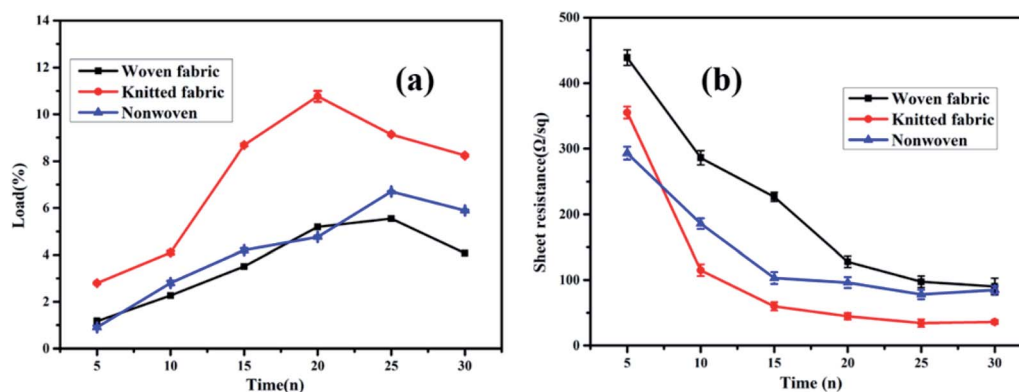 14
12
10
8
6
4
2
0
Load(%)
Woven fabric
Knitted fabric
Nonwoven
(a)
5 10 15 20 25 30
Time(n)
500
400
300
200
100
0
Sheet resistance(Ω/sq)
(b)
Woven fabric
Knitted fabric
Nonwoven
5 10 15 20 25 30
Time (n)